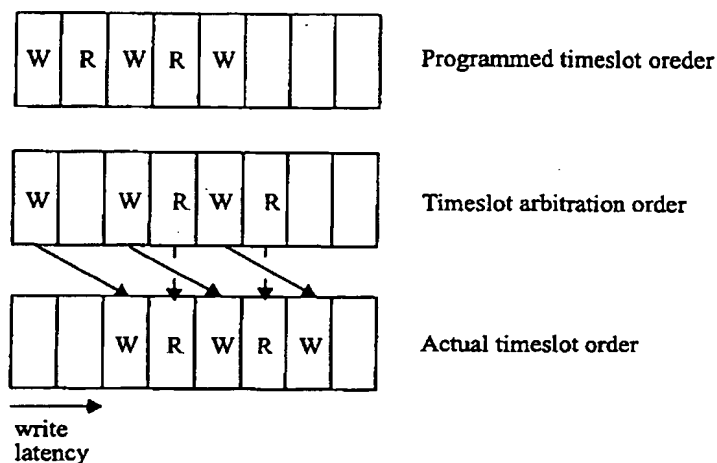 W R W R W
Programmed timeslot oreder
W W R W R
Timeslot arbitration order
W R W R W
Actual timeslot order
write
latency